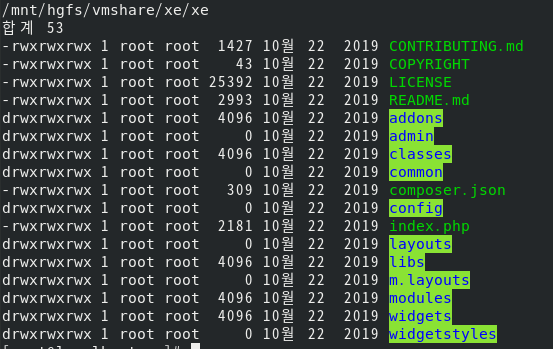 /mnt/hgfs/vmshare/xe/xe
합계 53
-rwxrwxrwx 1 root root  1427 10월 22  2019 CONTRIBUTING.md
-rwxrwxrwx 1 root root    43 10월 22  2019 COPYRIGHT
-rwxrwxrwx 1 root root 25392 10월 22  2019 LICENSE
-rwxrwxrwx 1 root root  2993 10월 22  2019 README.md
drwxrwxrwx 1 root root  4096 10월 22  2019 addons
drwxrwxrwx 1 root root     0 10월 22  2019 admin
drwxrwxrwx 1 root root  4096 10월 22  2019 classes
drwxrwxrwx 1 root root     0 10월 22  2019 common
-rwxrwxrwx 1 root root   309 10월 22  2019 composer.json
drwxrwxrwx 1 root root     0 10월 22  2019 config
-rwxrwxrwx 1 root root  2181 10월 22  2019 index.php
drwxrwxrwx 1 root root     0 10월 22  2019 layouts
drwxrwxrwx 1 root root  4096 10월 22  2019 libs
drwxrwxrwx 1 root root     0 10월 22  2019 m.layouts
drwxrwxrwx 1 root root  4096 10월 22  2019 modules
drwxrwxrwx 1 root root  4096 10월 22  2019 widgets
drwxrwxrwx 1 root root     0 10월 22  2019 widgetstyles